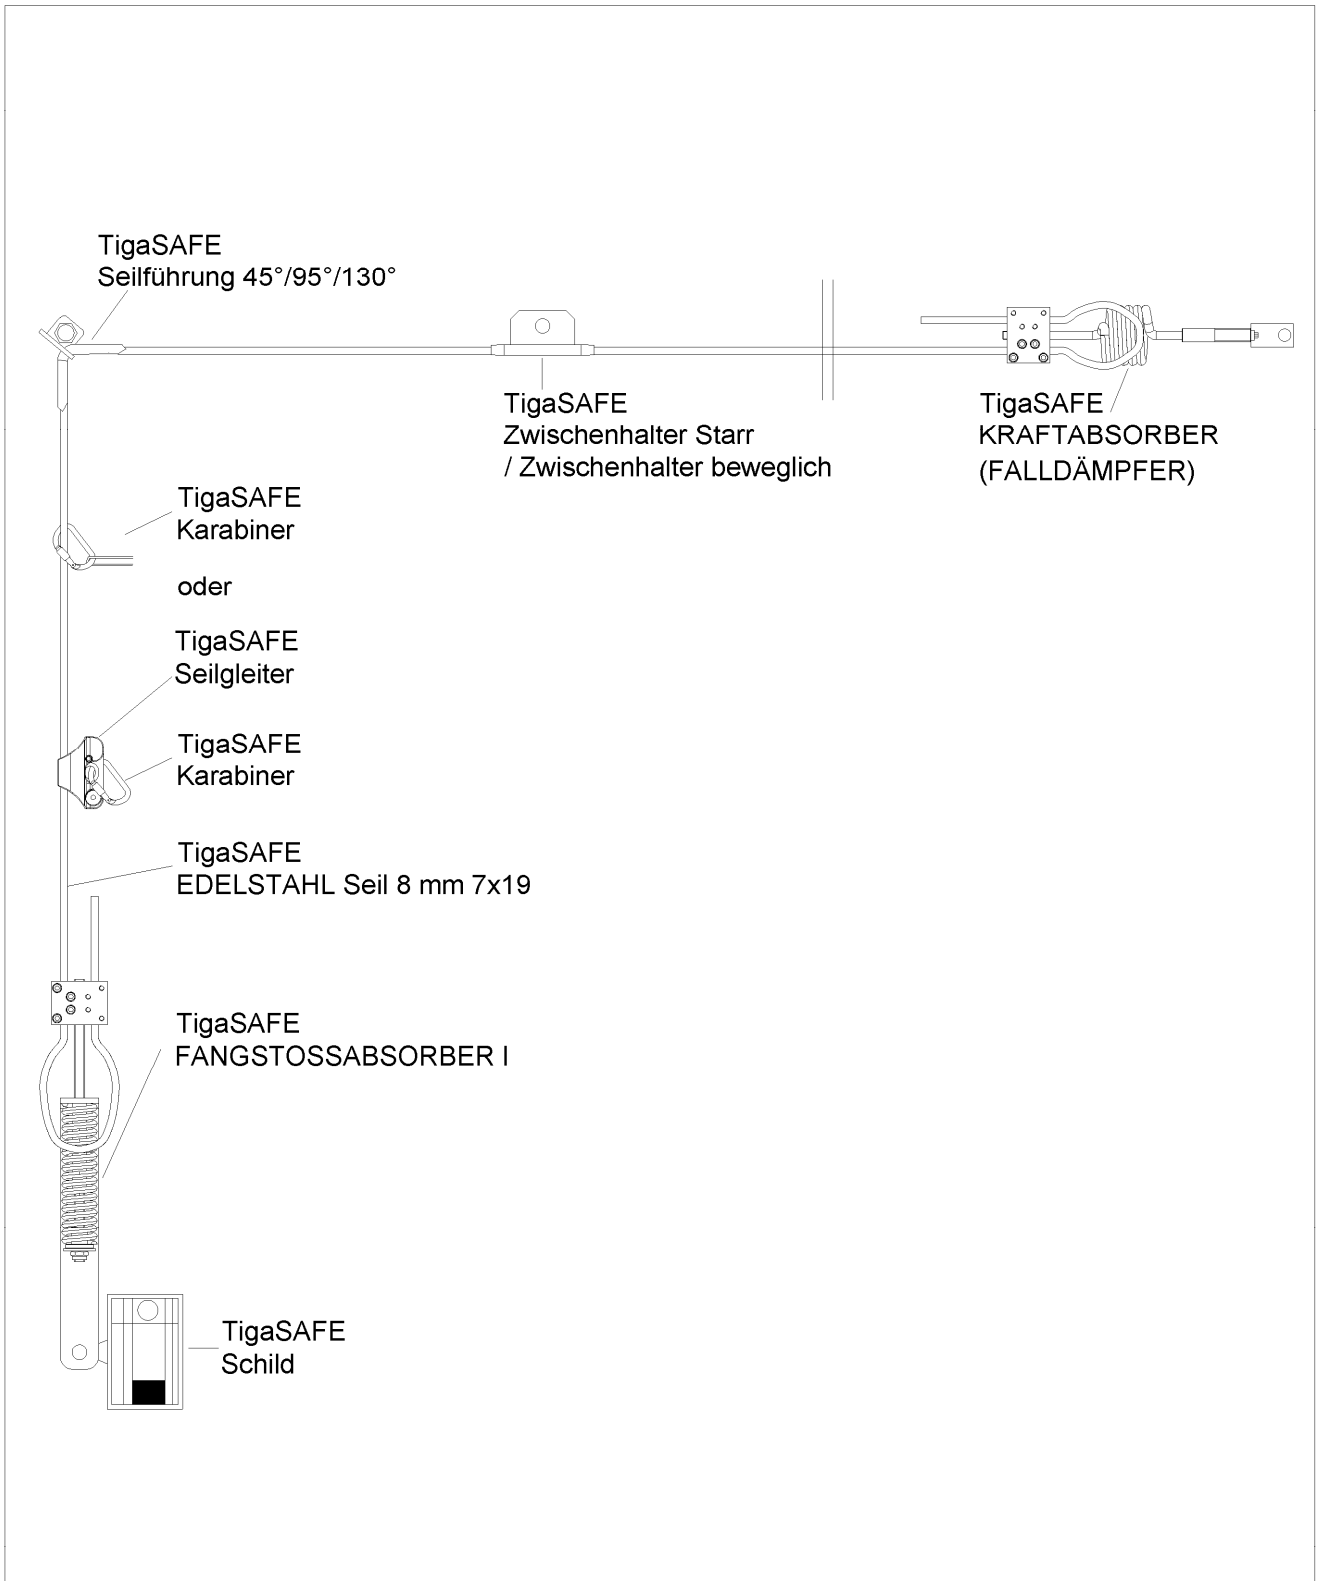 TigaSAFE
Seilführung 45°/95°/130°
TigaSAFE
Zwischenhalter Starr
/ Zwischenhalter beweglich
TigaSAFE
KRAFTABSORBER
(FALLDÄMPFER)
TigaSAFE
Karabiner
oder
TigaSAFE
Seilgleiter
TigaSAFE
Karabiner
TigaSAFE
EDELSTAHL Seil 8 mm 7x19
TigaSAFE
FANGSTOSSABSORBER I
TigaSAFE
Schild